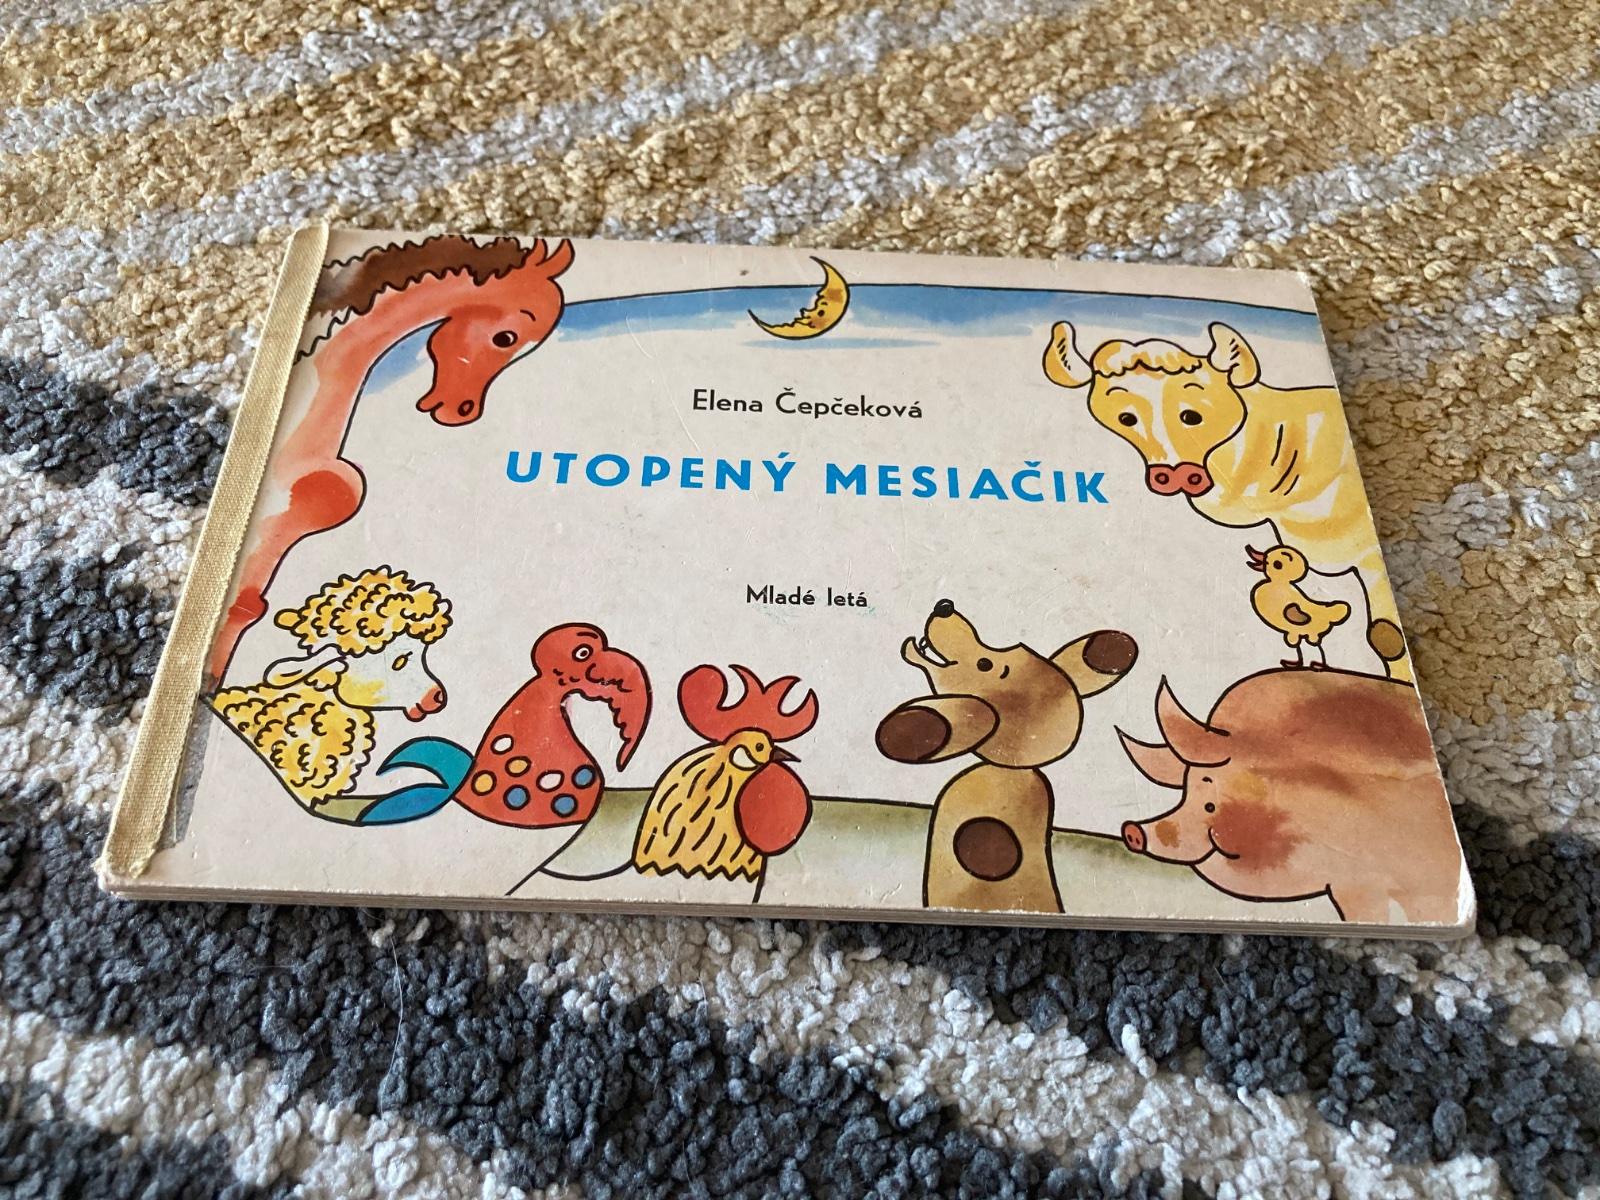 Elena Čepčeková
UTOPENÝ MESIAČIK
Mladé letá